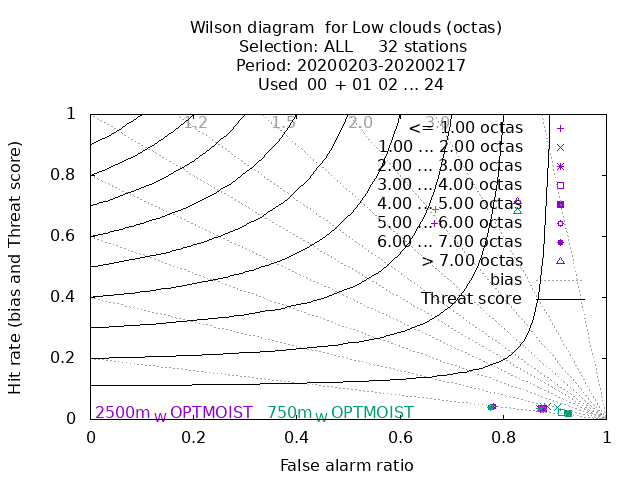 Wilson diagram  for Low clouds (octas)
Selection: ALL     32 stations
Period: 20200203-20200217
Used  00  + 01 02 ... 24
Hit rate (bias and Threat score)
1
0.8
0.6
0.4
0.2
0
1.2 1.5 2.0 3.0
<= 1.00 octas
1.00 ... 2.00 octas
2.00 ... 3.00 octas
3.00 ... 4.00 octas
4.00 ... 5.00 octas
5.00 ... 6.00 octas
6.00 ... 7.00 octas
> 7.00 octas
bias
Threat score
2500m W OPTMOIST 750m W OPTMOIST
0 0.2 0.4 0.6 0.8 1
False alarm ratio